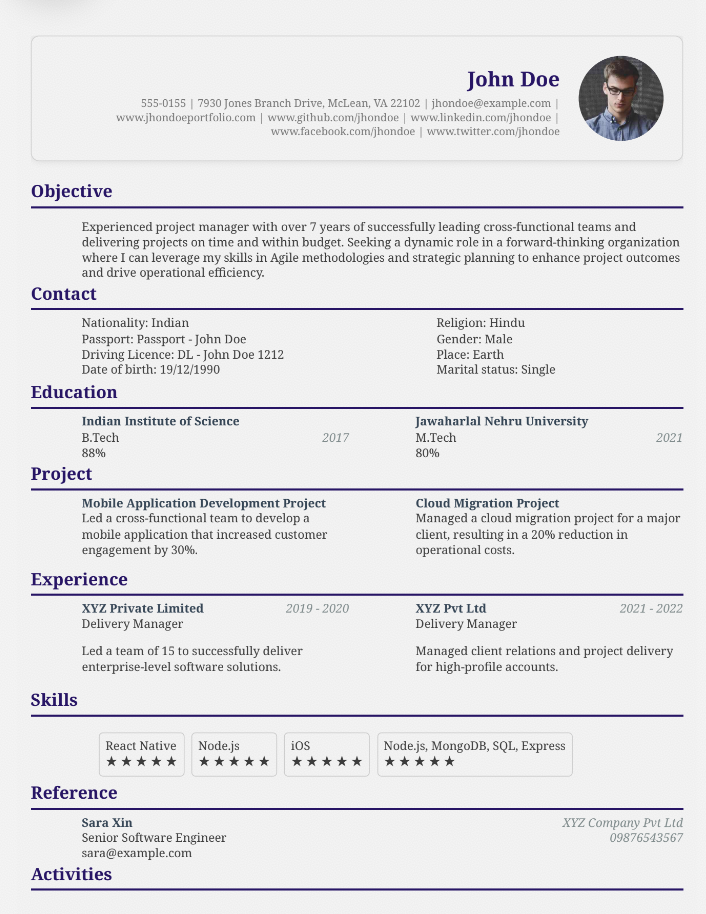 John Doe
555-0155 | 7930 Jones Branch Drive, McLean, VA 22102 | jhondoe@example.com |
www.jhondoeportfolio.com | www.github.com/jhondoe | www.linkedin.com/jhondoe |
www.facebook.com/jhondoe | www.twitter.com/jhondoe
Objective
Experienced project manager with over 7 years of successfully leading cross-functional teams and
delivering projects on time and within budget. Seeking a dynamic role in a forward-thinking organization
where I can leverage my skills in Agile methodologies and strategic planning to enhance project outcomes
and drive operational efficiency.
Contact
Nationality: Indian
Passport: Passport - John Doe
Driving Licence: DL - John Doe 1212
Date of birth: 19/12/1990
Religion: Hindu
Gender: Male
Place: Earth
Marital status: Single
Education
Indian Institute of Science
B.Tech 2017
88%
Jawaharlal Nehru University
M.Tech 2021
80%
Project
Mobile Application Development Project
Led a cross-functional team to develop a
mobile application that increased customer
engagement by 30%.
Cloud Migration Project
Managed a cloud migration project for a major
client, resulting in a 20% reduction in
operational costs.
Experience
XYZ Private Limited 2019 - 2020
Delivery Manager
Led a team of 15 to successfully deliver
enterprise-level software solutions.
XYZ Pvt Ltd 2021 - 2022
Delivery Manager
Managed client relations and project delivery
for high-profile accounts.
Skills
React Native
★★★★★
Node.js
★★★★★
iOS
★★★★★
Node.js, MongoDB, SQL, Express
★★★★★
Reference
Sara Xin XYZ Company Pvt Ltd
Senior Software Engineer 09876543567
sara@example.com
Activities